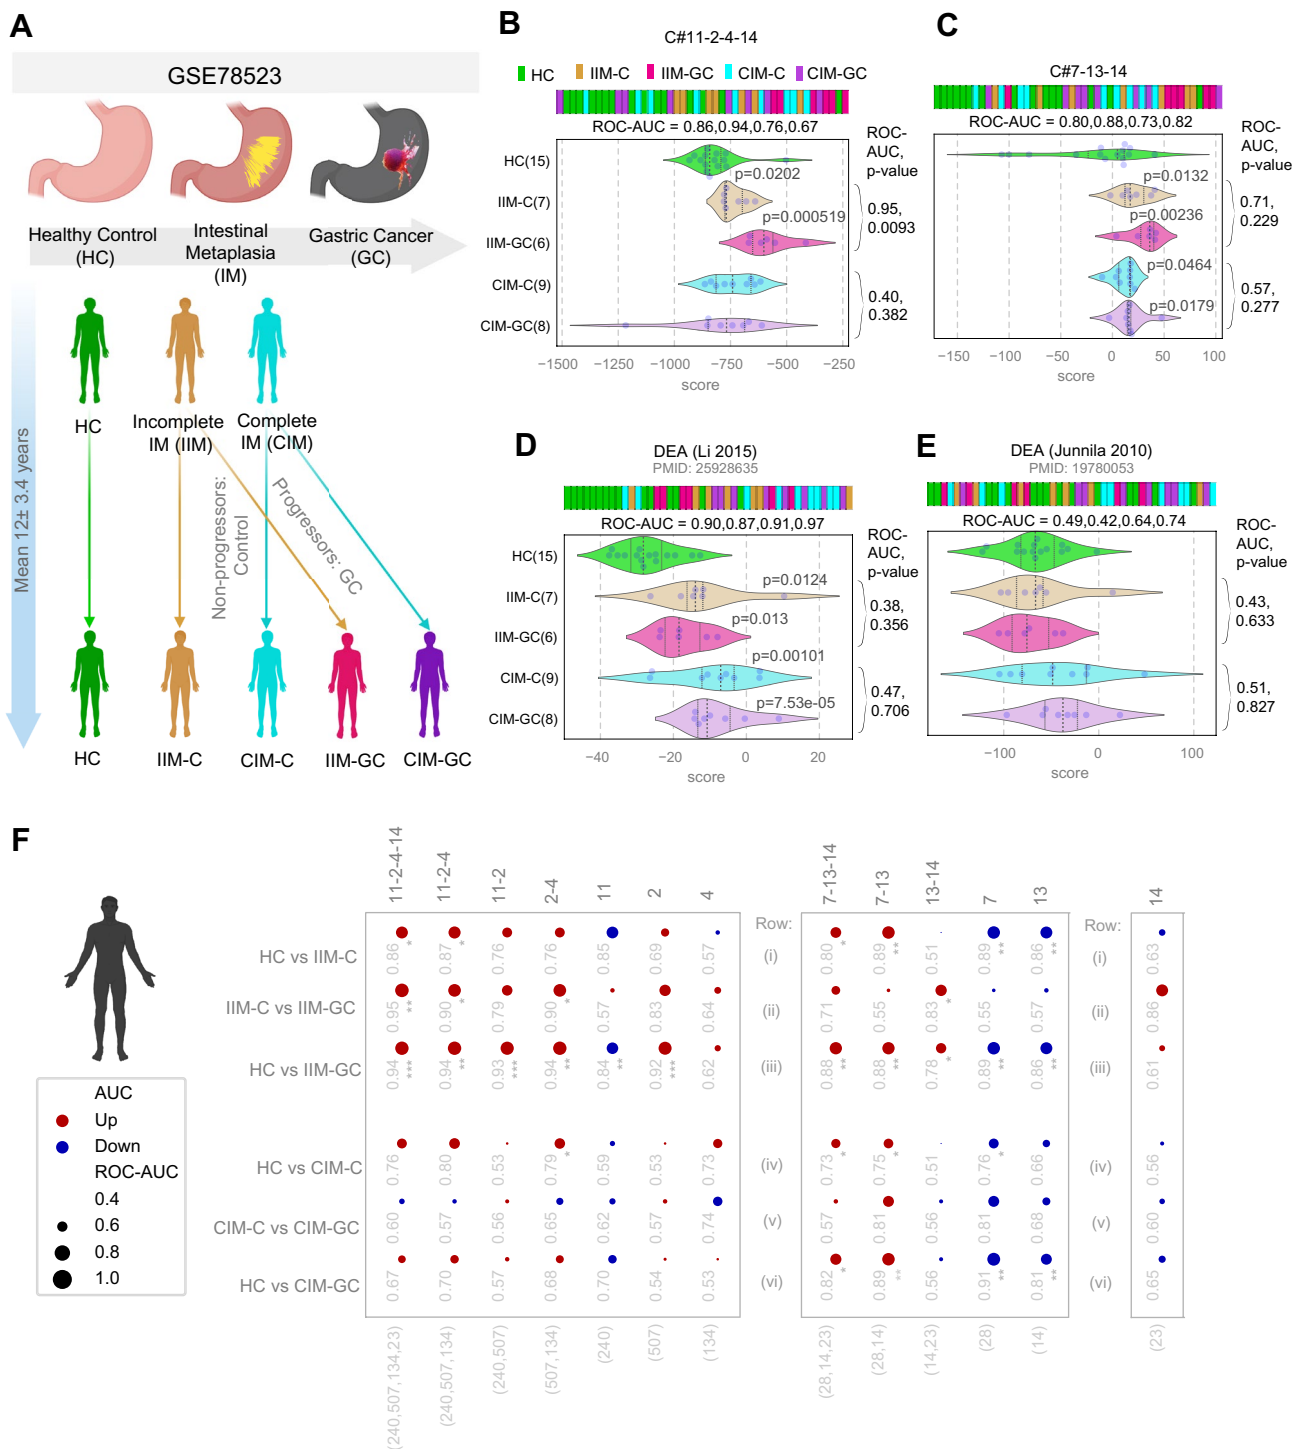 A
GSE78523
Healthy Control
(HC)
Intestinal
Metaplasia
(IM)
Gastric Cancer
(GC)
Mean 12± 3.4 years
HC
Incomplete
IM (IIM)
Complete
IM (CIM)
Non-progressors:
Control
Progressors: GC
HC
IIM-C
CIM-C
IIM-GC
CIM-GC
B
C#11-2-4-14
HC
IIM-C
IIM-GC
CIM-C
CIM-GC
ROC-AUC = 0.86,0.94,0.76,0.67
ROC-
AUC,
p-value
HC(15)
p=0.0202
IIM-C(7)
p=0.000519
IIM-GC(6)
CIM-C(9)
CIM-GC(8)
0.95,
0.0093
0.40,
0.382
−1500 −1250 −1000 −750 −500 −250
score
C
C#7-13-14
ROC-AUC = 0.80,0.88,0.73,0.82
ROC-
AUC,
p-value
p=0.0132
p=0.00236
p=0.0464
p=0.0179
0.71,
0.229
0.57,
0.277
−150 −100 −50 0 50 100
score
D
DEA (Li 2015)
PMID: 25928635
ROC-AUC = 0.90,0.87,0.91,0.97
ROC-
AUC,
p-value
HC(15)
p=0.0124
IIM-C(7)
p=0.013
IIM-GC(6)
p=0.00101
CIM-C(9)
p=7.53e-05
CIM-GC(8)
0.38,
0.356
0.47,
0.706
−40 −20 0 20
score
E
DEA (Junnila 2010)
PMID: 19780053
ROC-AUC = 0.49,0.42,0.64,0.74
ROC-
AUC,
p-value
0.43,
0.633
0.51,
0.827
−100 0 100
score
F
AUC
Up
Down
ROC-AUC
0.4
0.6
0.8
1.0
11-2-4-14 11-2-4 11-2 2-4 11 2 4 7-13-14 7-13 13-14 7 13 14
Row: Row:
HC vs IIM-C 0.86 * 0.87 * 0.76 0.76 0.85 0.69 0.57 (i) 0.80 * 0.89 ** 0.51 0.89 ** 0.86 ** (i) 0.63
IIM-C vs IIM-GC 0.95 ** 0.90 * 0.79 0.90 * 0.57 0.83 0.64 (ii) 0.71 0.55 0.83 * 0.55 0.57 (ii) 0.86
HC vs IIM-GC 0.94 *** 0.94 ** 0.93 *** 0.94 ** 0.84 ** 0.92 *** 0.62 (iii) 0.88 ** 0.88 ** 0.78 * 0.89 ** 0.86 ** (iii) 0.61
HC vs CIM-C 0.76 0.80 0.53 0.79 * 0.59 0.53 0.73 (iv) 0.73 * 0.75 * 0.51 0.76 * 0.66 (iv) 0.56
CIM-C vs CIM-GC 0.60 0.57 0.56 0.65 0.62 0.57 0.74 (v) 0.57 0.81 0.56 0.81 0.68 (v) 0.60
HC vs CIM-GC 0.67 0.70 0.57 0.68 0.70 0.54 0.53 (vi) 0.82 * 0.89 ** 0.56 0.91 ** 0.81 ** (vi) 0.65
(240,507,134,23) (240,507,134) (240,507) (507,134) (240) (507) (134) (28,14,23) (28,14) (14,23) (28) (14) (23)